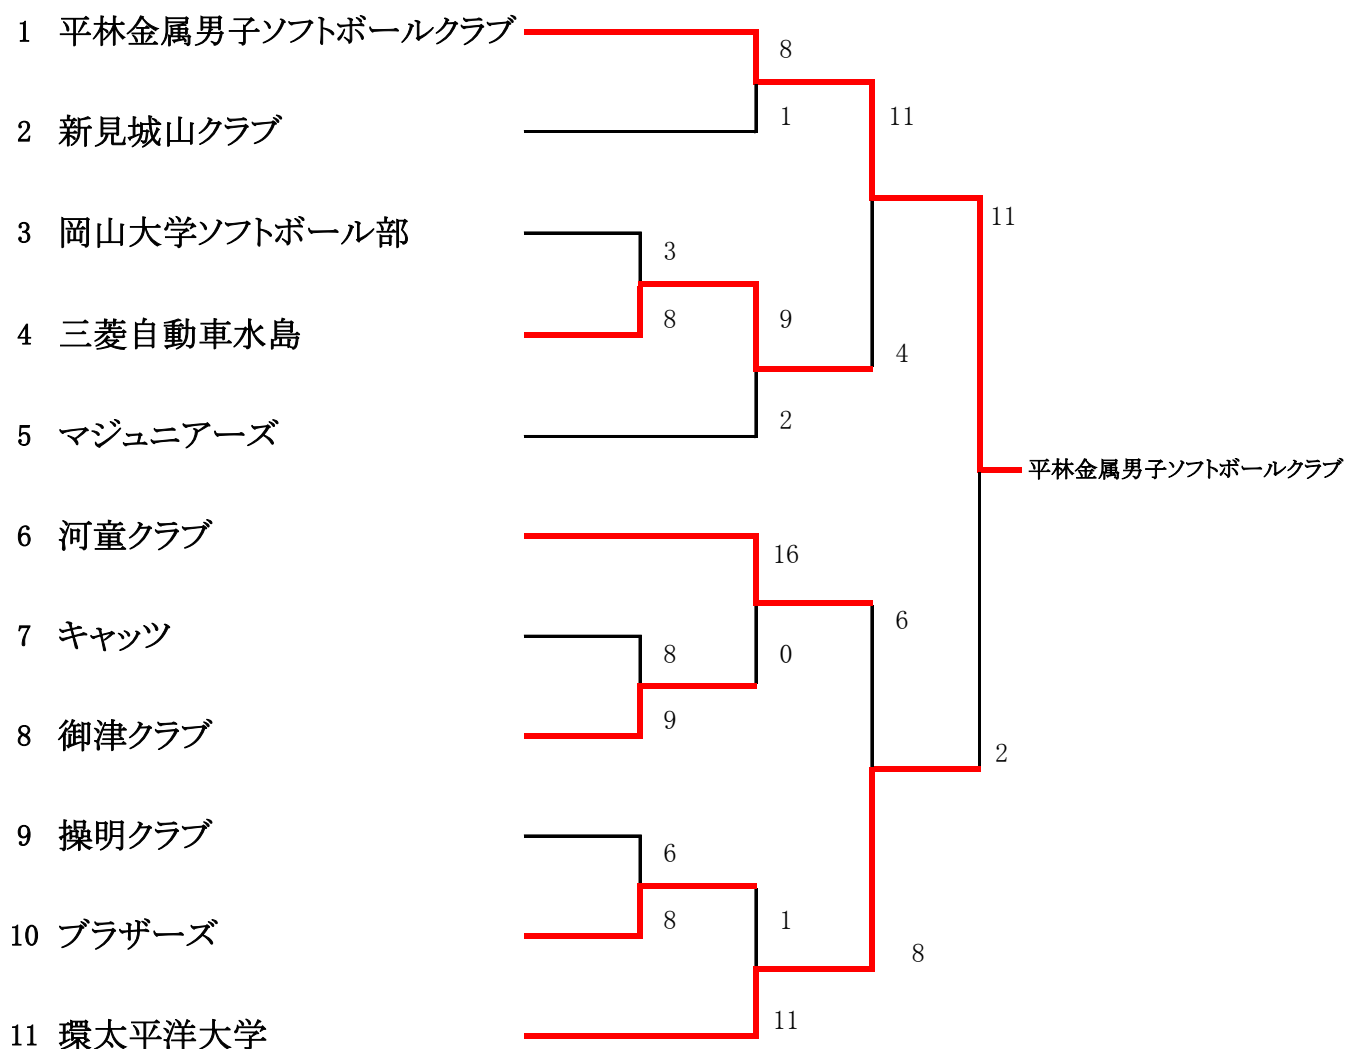 1 平林金属男子ソフトボールクラブ
8
1
2 新見城山クラブ
11
11
3 岡山大学ソフトボール部
3
8
4 三菱自動車水島
9
4
2
5 マジュニアーズ
平林金属男子ソフトボールクラブ
6 河童クラブ
16
6
7 キャッツ
8
0
9
8 御津クラブ
2
9 操明クラブ
6
8
1
10 ブラザーズ
8
11
11 環太平洋大学